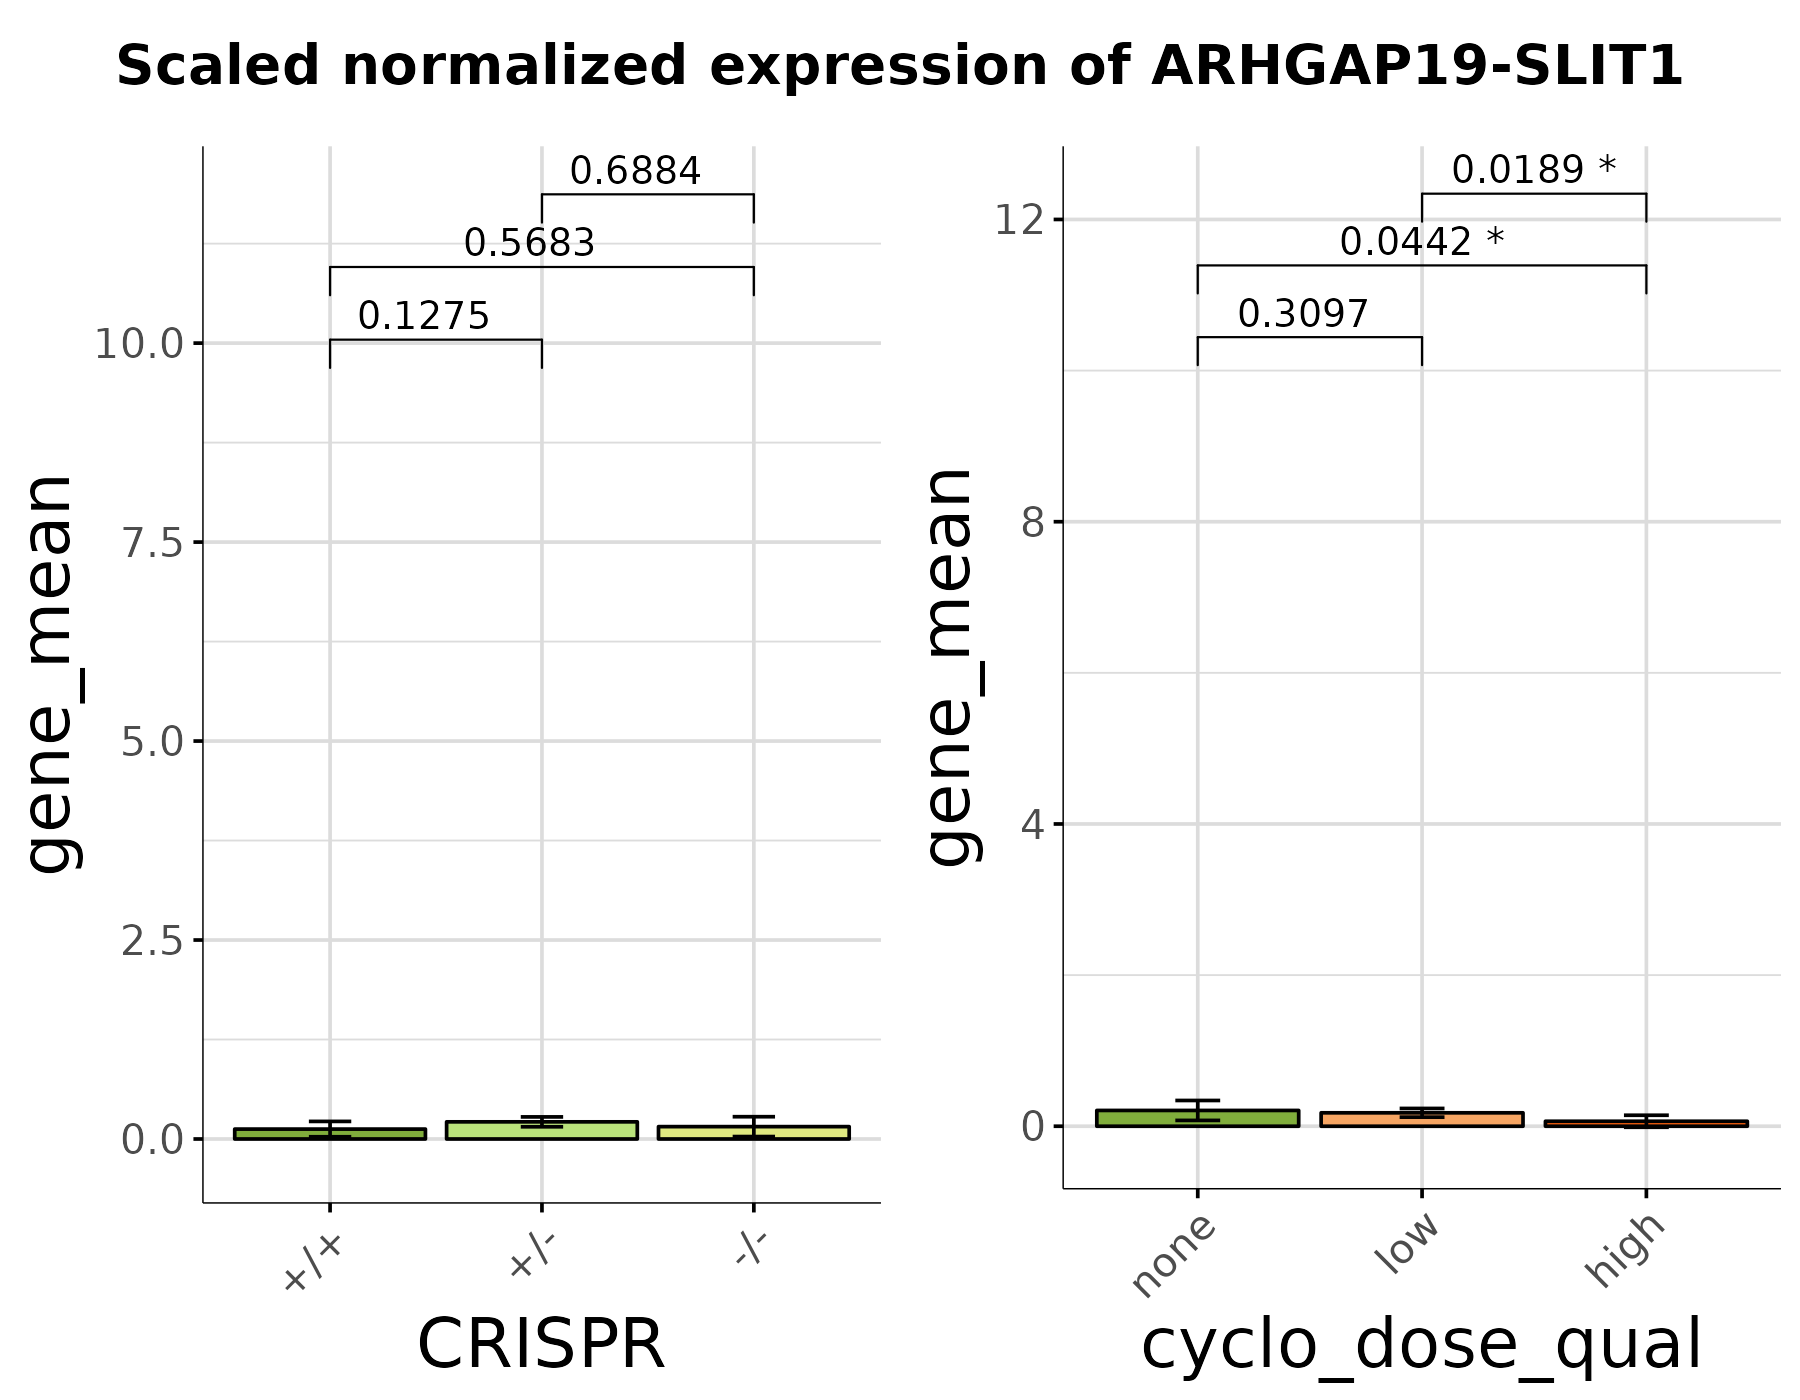 Scaled normalized expression of ARHGAP19-SLIT1
gene_mean
0.6884
0.5683
0.1275
10.0
7.5
5.0
2.5
0.0
+/+
+/-
-/-
CRISPR
gene_mean
0.0189 *
0.0442 *
0.3097
12
8
4
0
none
low
high
cyclo_dose_qual